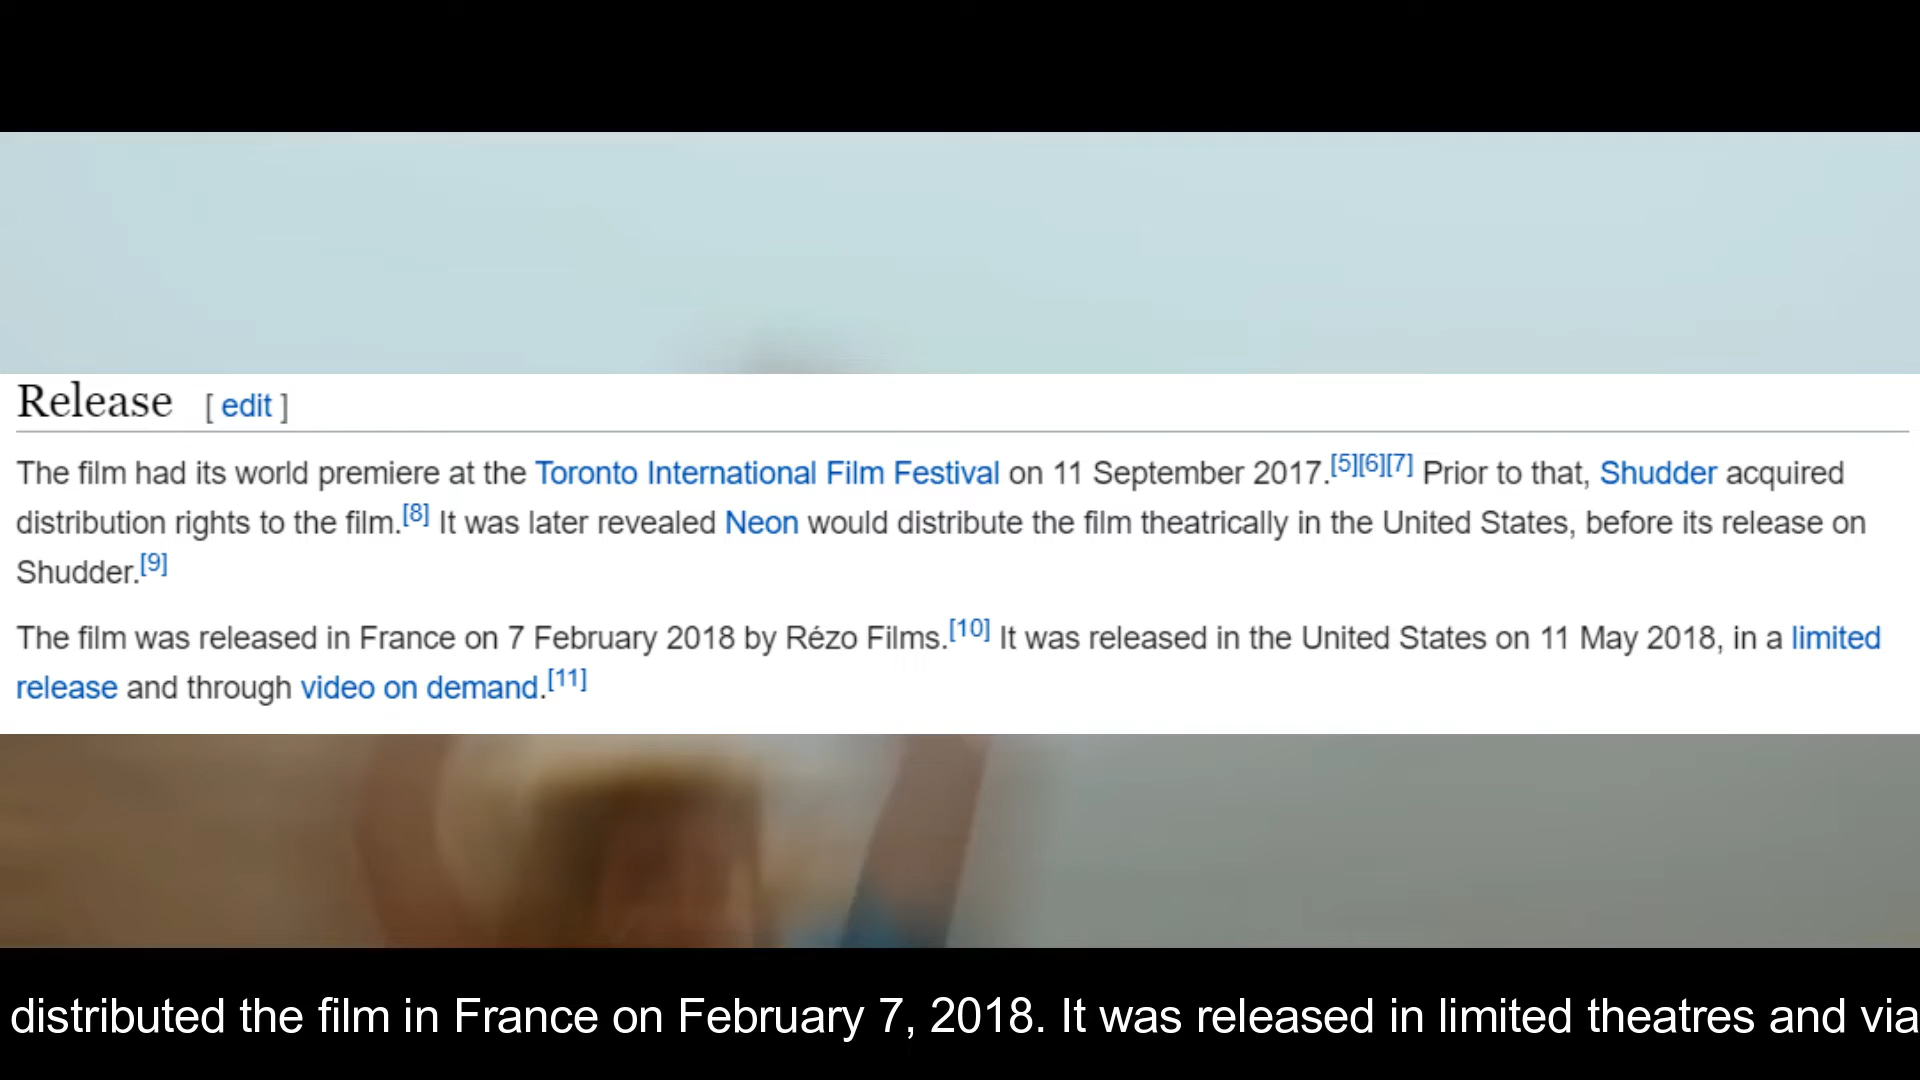 Release [ edit ]
The film had its world premiere at the Toronto International Film Festival on 11 September 2017.[5][6][7] Prior to that, Shudder acquired
distribution rights to the film.[8] It was later revealed Neon would distribute the film theatrically in the United States, before its release on
Shudder.[9]
The film was released in France on 7 February 2018 by Rézo Films.[10] It was released in the United States on 11 May 2018, in a limited
release and through video on demand.[11]
distributed the film in France on February 7, 2018. It was released in limited theatres and via